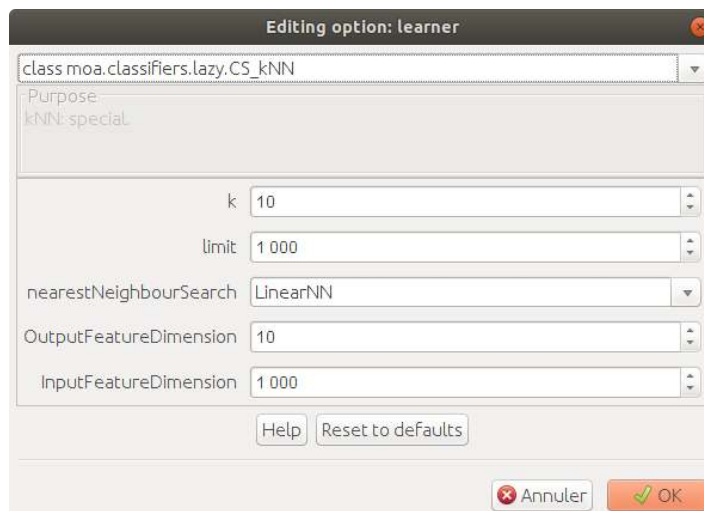 Editing option: learner
class moa.classifiers.lazy.CS_kNN
Purpose
kNN: special.
k 10
limit 1 000
nearestNeighbourSearch LinearNN
OutputFeatureDimension 10
InputFeatureDimension 1 000
Help Reset to defaults
Annuler OK